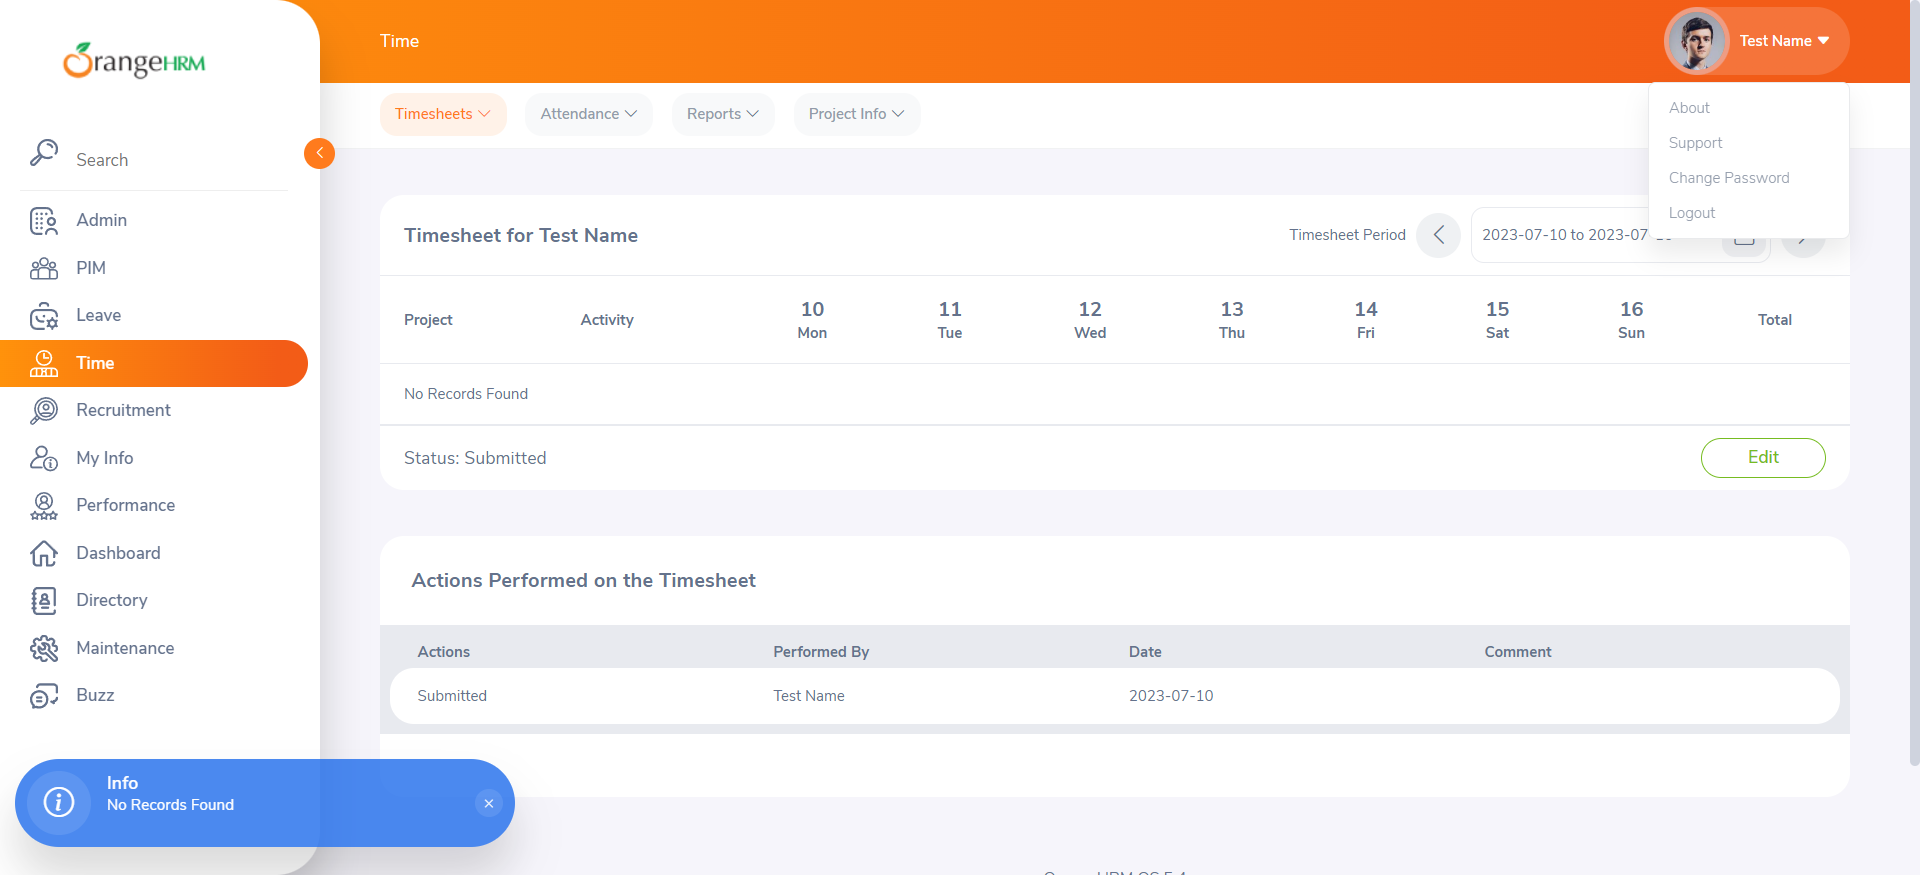 OrangeHRM
Time
Test Name
About
Support
Change Password
Logout
Timesheets
Attendance
Reports
Project Info
Search
Admin
PIM
Leave
Time
Recruitment
My Info
Performance
Dashboard
Directory
Maintenance
Buzz
Timesheet for Test Name
Timesheet Period
2023-07-10 to 2023-07
Project Activity 10 Mon 11 Tue 12 Wed 13 Thu 14 Fri 15 Sat 16 Sun Total
No Records Found
Status: Submitted
Edit
Actions Performed on the Timesheet
Actions Performed By Date Comment
Submitted Test Name 2023-07-10
Info
No Records Found